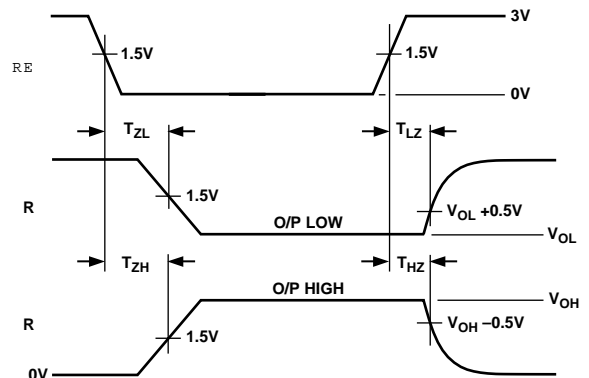 3V
1.5V
1.5V
RE
0V
TZL
TLZ
1.5V
R
O/P LOW
VOL +0.5V
VOL
TZH
THZ
O/P HIGH
VOH
R
1.5V
VOH –0.5V
0V